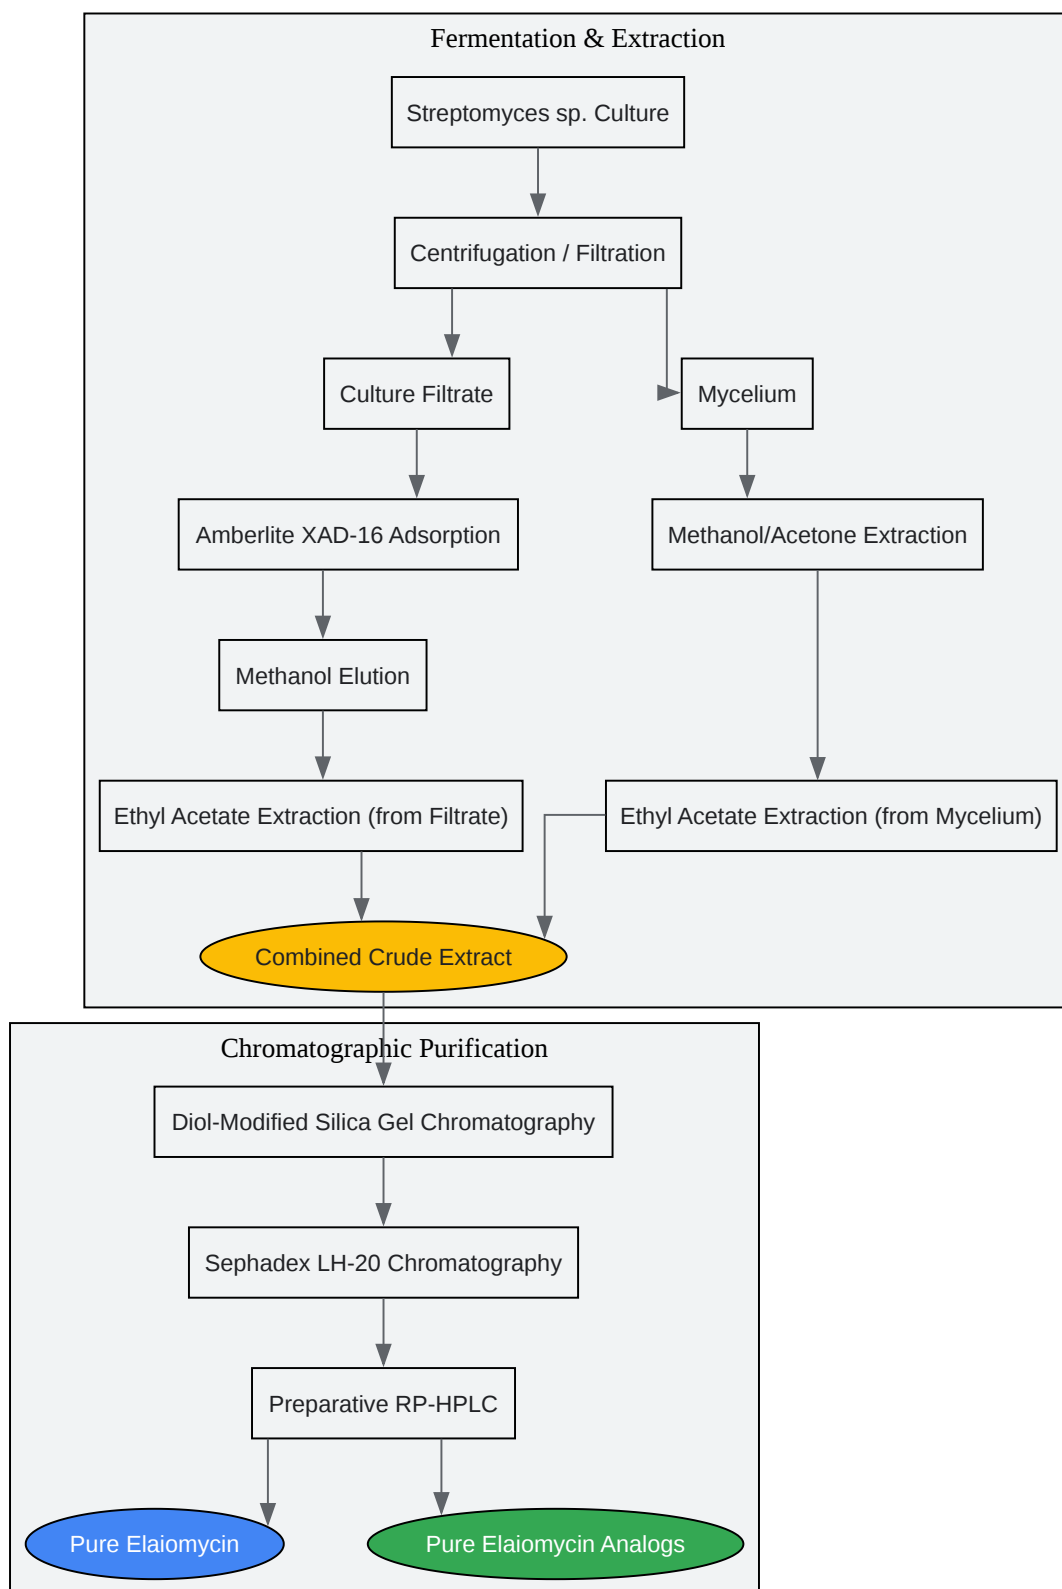 Fermentation & Extraction
Streptomyces sp. Culture
Centrifugation / Filtration
Culture Filtrate
Mycelium
Amberlite XAD-16 Adsorption
Methanol/Acetone Extraction
Methanol Elution
Ethyl Acetate Extraction (from Filtrate)
Ethyl Acetate Extraction (from Mycelium)
Combined Crude Extract
Chromatographic Purification
Diol-Modified Silica Gel Chromatography
Sephadex LH-20 Chromatography
Preparative RP-HPLC
Pure Elaiomycin
Pure Elaiomycin Analogs